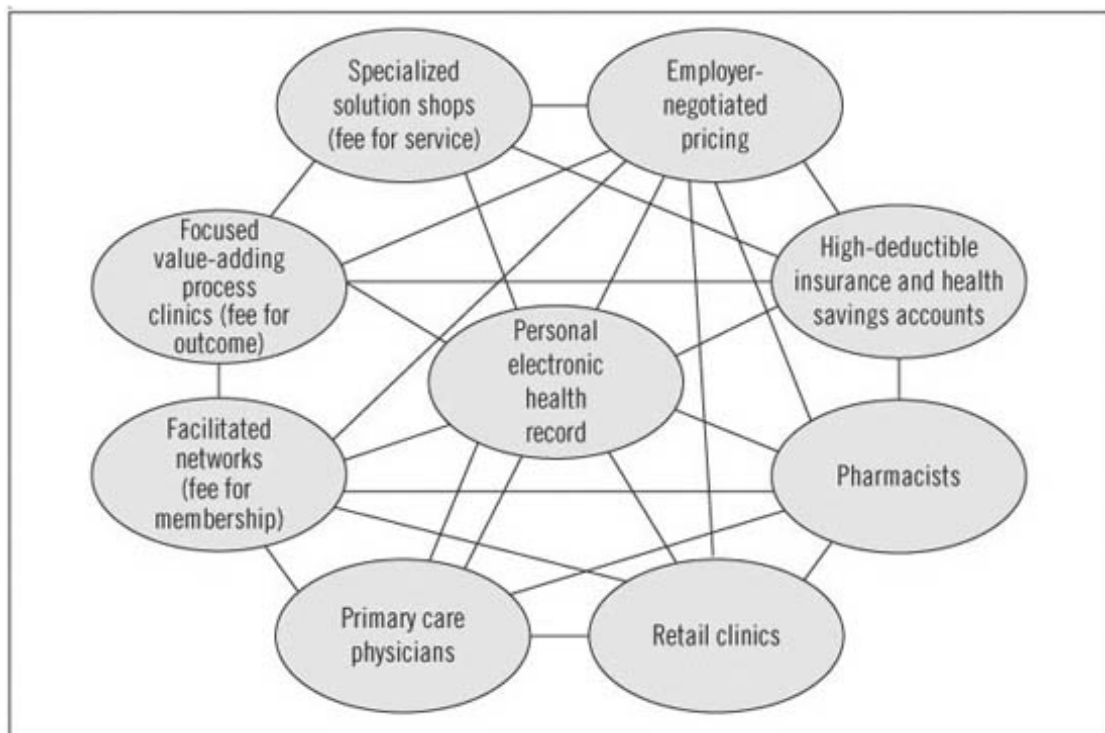 Specialized
solution shops
(fee for service)
Employer-
negotiated
pricing
Focused
value-adding
process
clinics (fee for
outcome)
High-deductible
insurance and health
savings accounts
Personal
electronic
health
record
Facilitated
networks
(fee for
membership)
Pharmacists
Primary care
physicians
Retail clinics